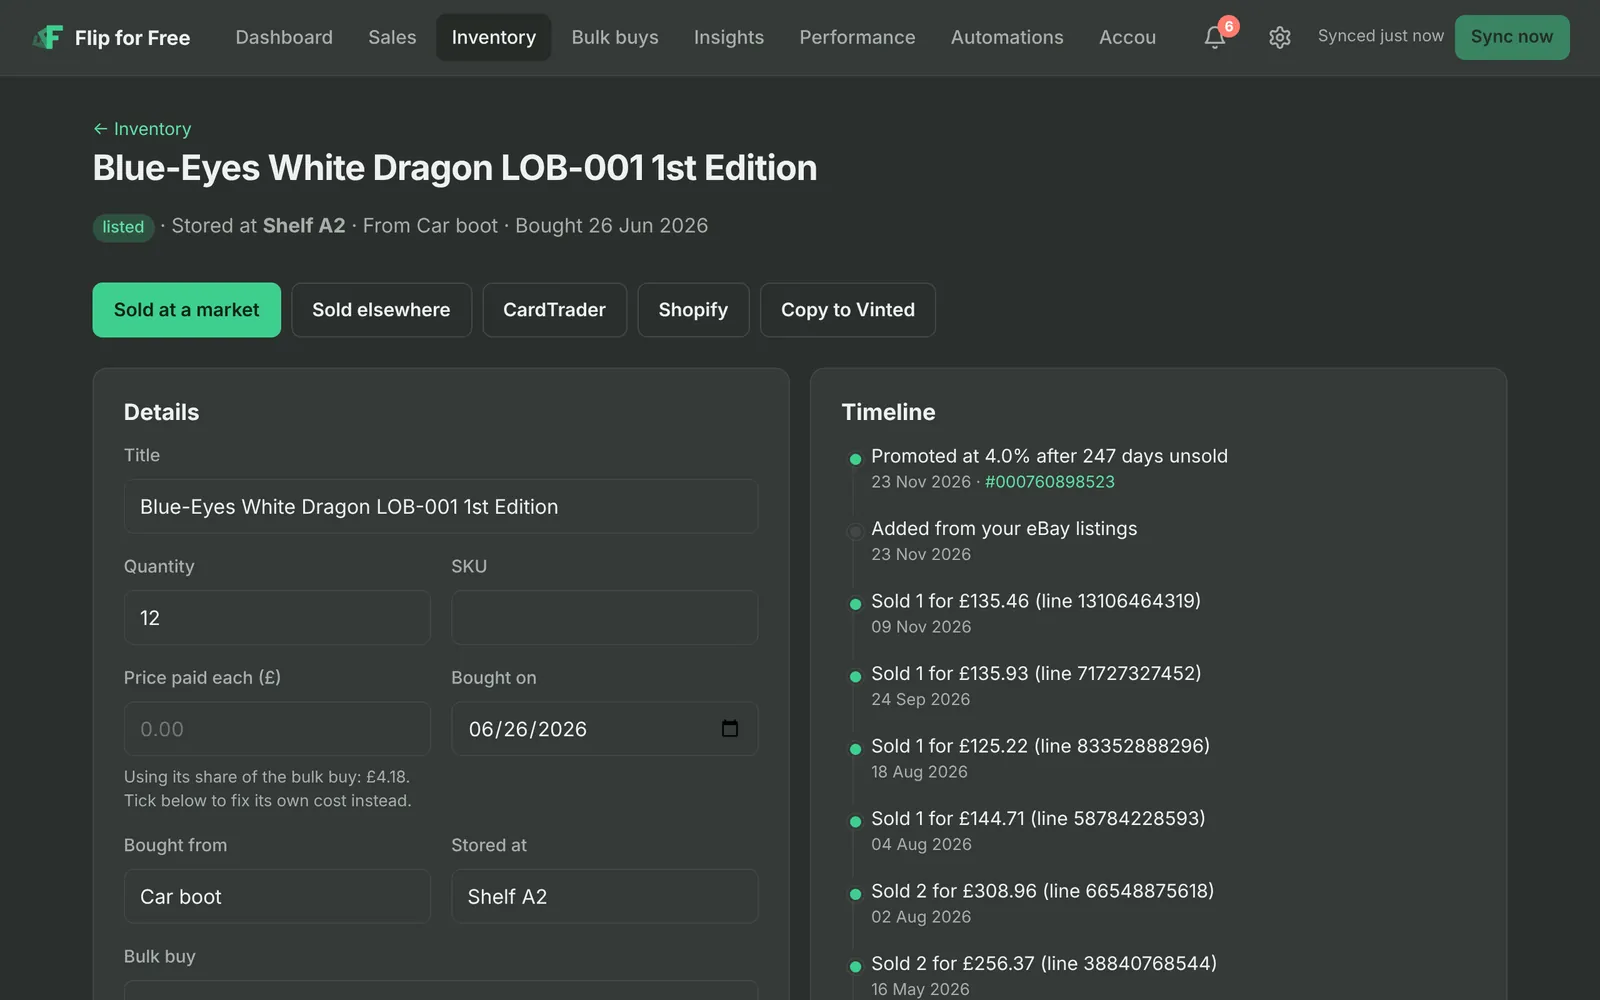 Flip for Free
Dashboard
Sales
Inventory
Bulk buys
Insights
Performance
Automations
Accou
6
Synced just now
Sync now
← Inventory
Blue-Eyes White Dragon LOB-001 1st Edition
listed · Stored at Shelf A2 · From Car boot · Bought 26 Jun 2026
Sold at a market
Sold elsewhere
CardTrader
Shopify
Copy to Vinted
Details
Title
Blue-Eyes White Dragon LOB-001 1st Edition
Quantity
SKU
12
Price paid each (£)
Bought on
0.00
06/26/2026
Using its share of the bulk buy: £4.18.
Tick below to fix its own cost instead.
Bought from
Stored at
Car boot
Shelf A2
Bulk buy
Timeline
Promoted at 4.0% after 247 days unsold
23 Nov 2026 · #000760898523
Added from your eBay listings
23 Nov 2026
Sold 1 for £135.46 (line 13106464319)
09 Nov 2026
Sold 1 for £135.93 (line 71727327452)
24 Sep 2026
Sold 1 for £125.22 (line 83352888296)
18 Aug 2026
Sold 1 for £144.71 (line 58784228593)
04 Aug 2026
Sold 2 for £308.96 (line 66548875618)
02 Aug 2026
Sold 2 for £256.37 (line 38840768544)
16 May 2026